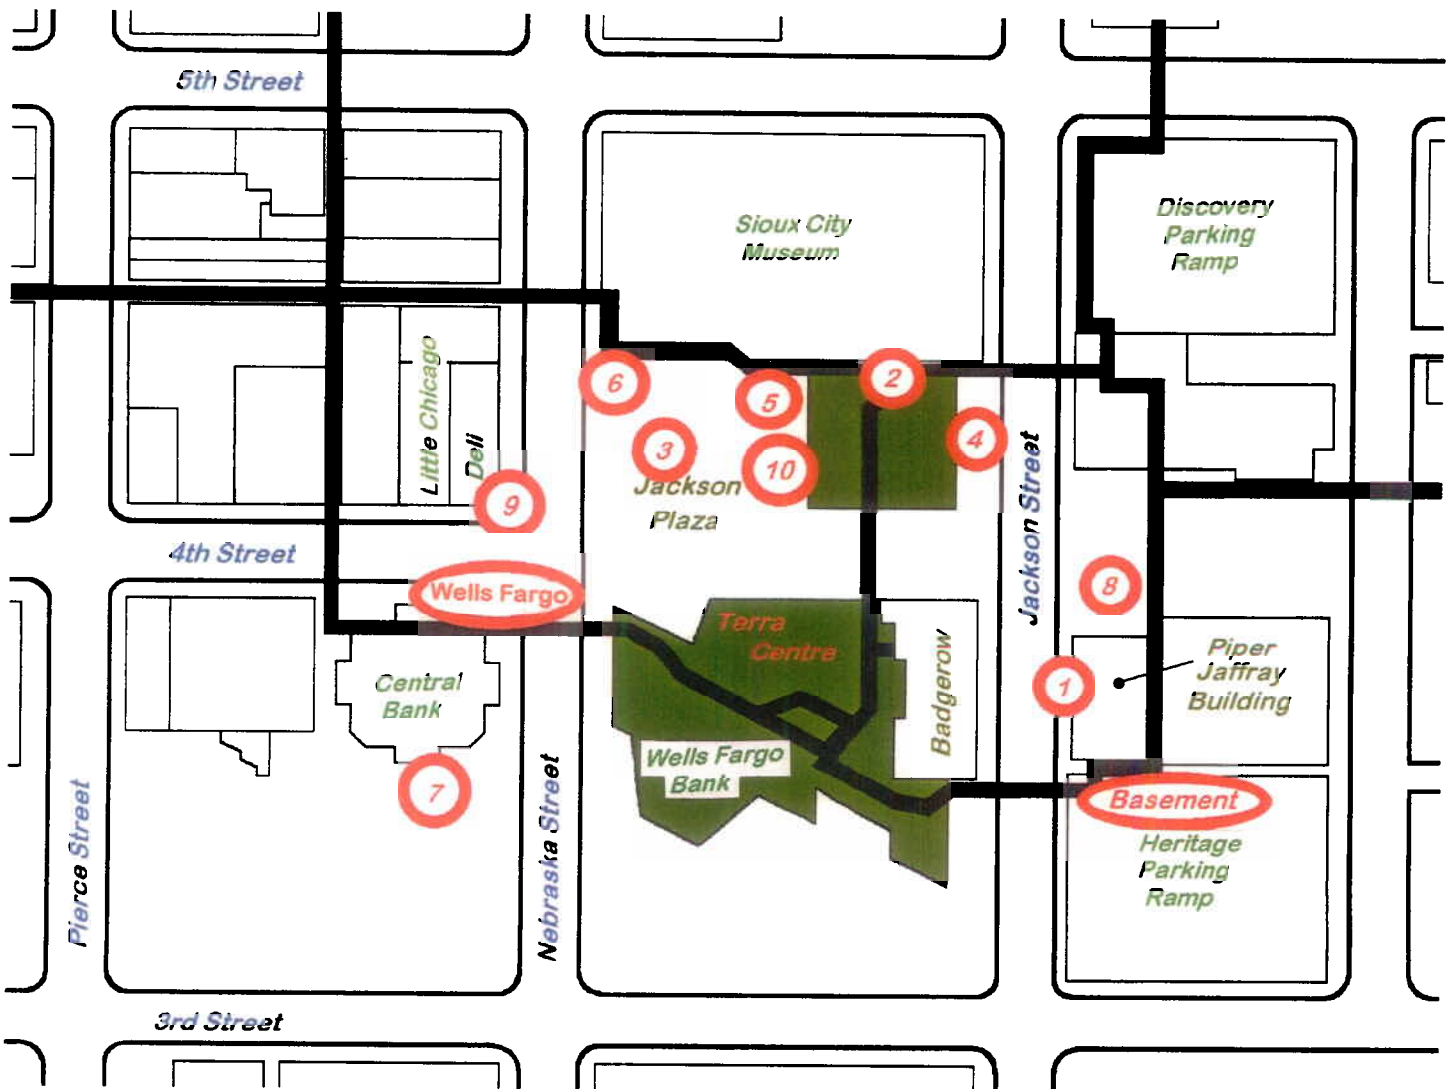 5th Street
Sioux City
Museum
Discovery
Parking
Ramp
Little Chicago
Deli
6
5
2
3
10
4
Jackson
Plaza
9
Jackson Street
4th Street
Wells Fargo
8
Terra
Centre
Badgerow
Piper
Jaffray
Building
1
Central
Bank
Wells Fargo
Bank
7
Basement
Heritage
Parking
Ramp
Pierce Street
Nebraska Street
3rd Street